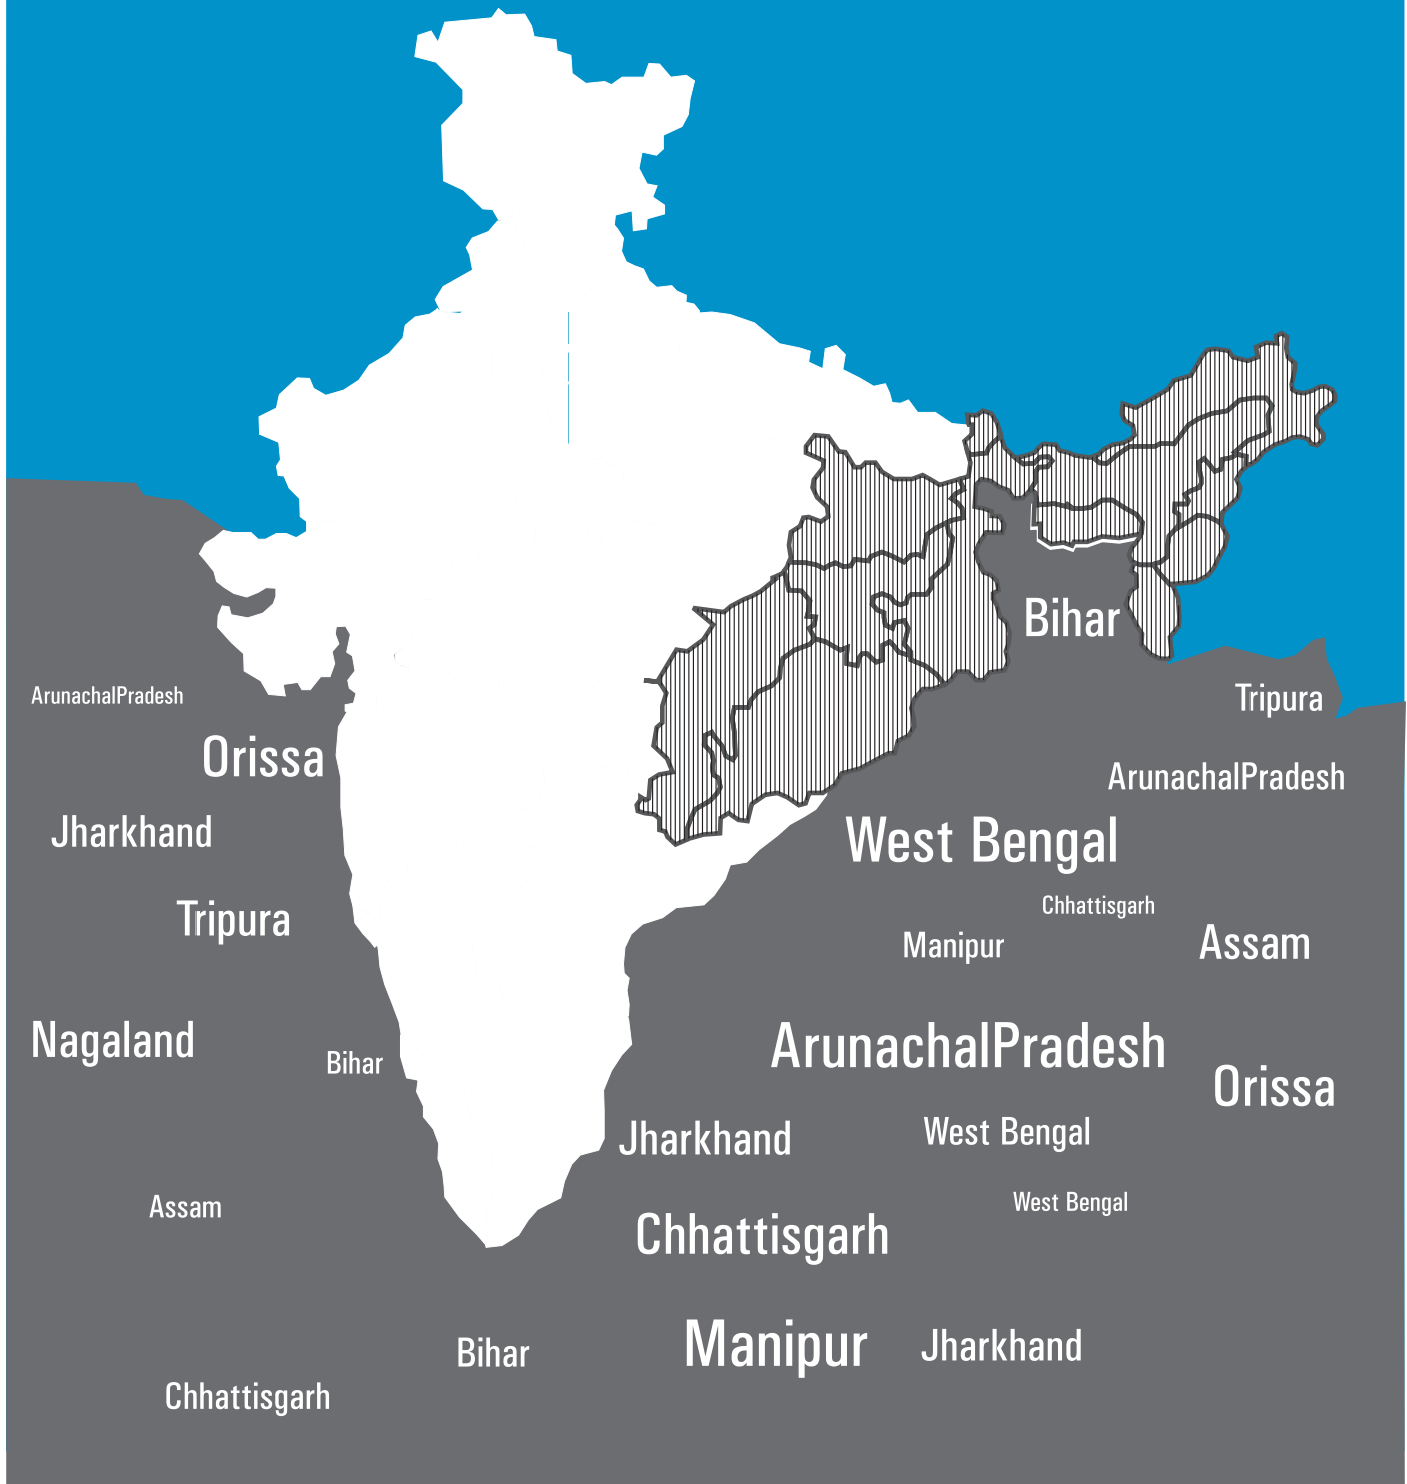 Bihar
ArunachalPradesh
Tripura
Orissa
ArunachalPradesh
Jharkhand
West Bengal
Chhattisgarh
Tripura
Manipur
Assam
Nagaland
ArunachalPradesh
Bihar
Orissa
Jharkhand
West Bengal
Assam
West Bengal
Chhattisgarh
Manipur
Jharkhand
Bihar
Chhattisgarh